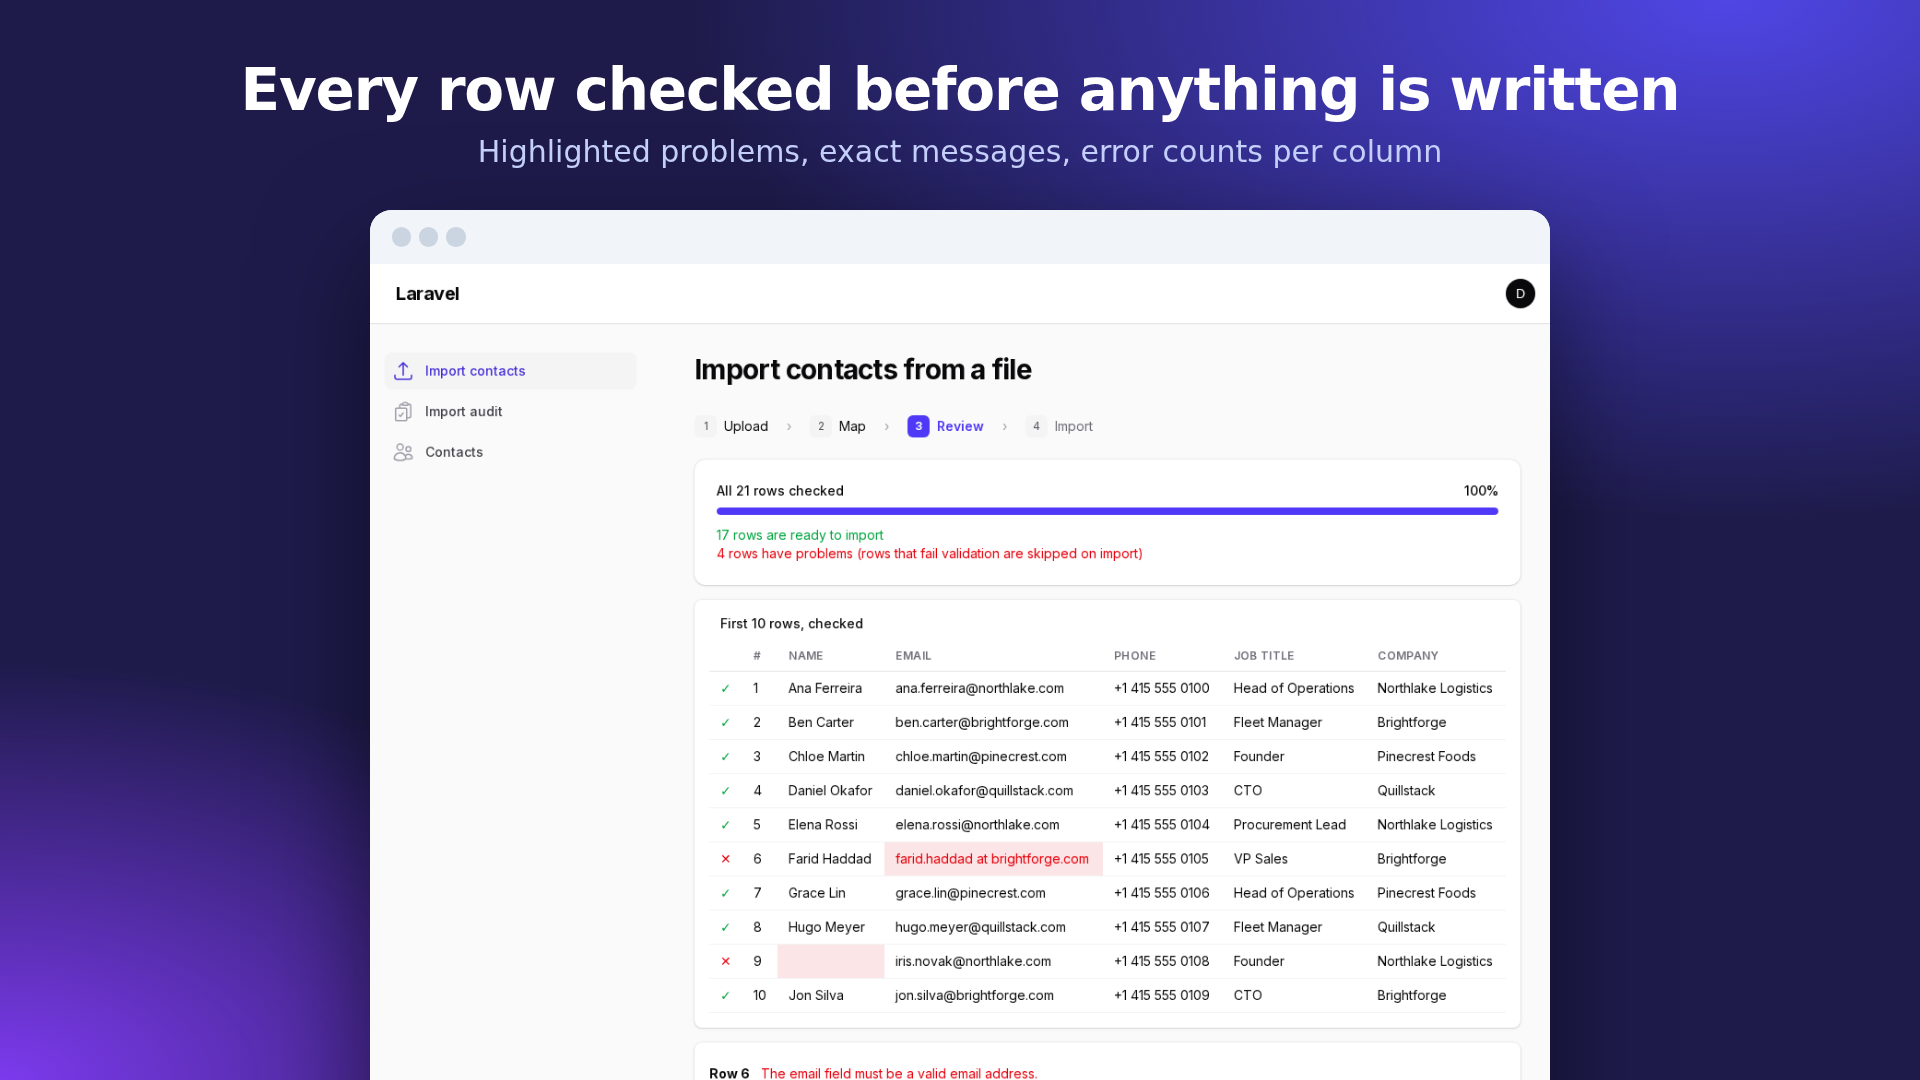 Every row checked before anything is written
Highlighted problems, exact messages, error counts per column
Laravel
D
Import contacts
Import audit
Contacts
Import contacts from a file
1 Upload › 2 Map › 3 Review › 4 Import
All 21 rows checked 100%
17 rows are ready to import
4 rows have problems (rows that fail validation are skipped on import)
First 10 rows, checked
# NAME EMAIL PHONE JOB TITLE COMPANY
✓ 1 Ana Ferreira ana.ferreira@northlake.com +1 415 555 0100 Head of Operations Northlake Logistics
✓ 2 Ben Carter ben.carter@brightforge.com +1 415 555 0101 Fleet Manager Brightforge
✓ 3 Chloe Martin chloe.martin@pinecrest.com +1 415 555 0102 Founder Pinecrest Foods
✓ 4 Daniel Okafor daniel.okafor@quillstack.com +1 415 555 0103 CTO Quillstack
✓ 5 Elena Rossi elena.rossi@northlake.com +1 415 555 0104 Procurement Lead Northlake Logistics
✕ 6 Farid Haddad farid.haddad at brightforge.com +1 415 555 0105 VP Sales Brightforge
✓ 7 Grace Lin grace.lin@pinecrest.com +1 415 555 0106 Head of Operations Pinecrest Foods
✓ 8 Hugo Meyer hugo.meyer@quillstack.com +1 415 555 0107 Fleet Manager Quillstack
✕ 9 iris.novak@northlake.com +1 415 555 0108 Founder Northlake Logistics
✓ 10 Jon Silva jon.silva@brightforge.com +1 415 555 0109 CTO Brightforge
Row 6 The email field must be a valid email address.